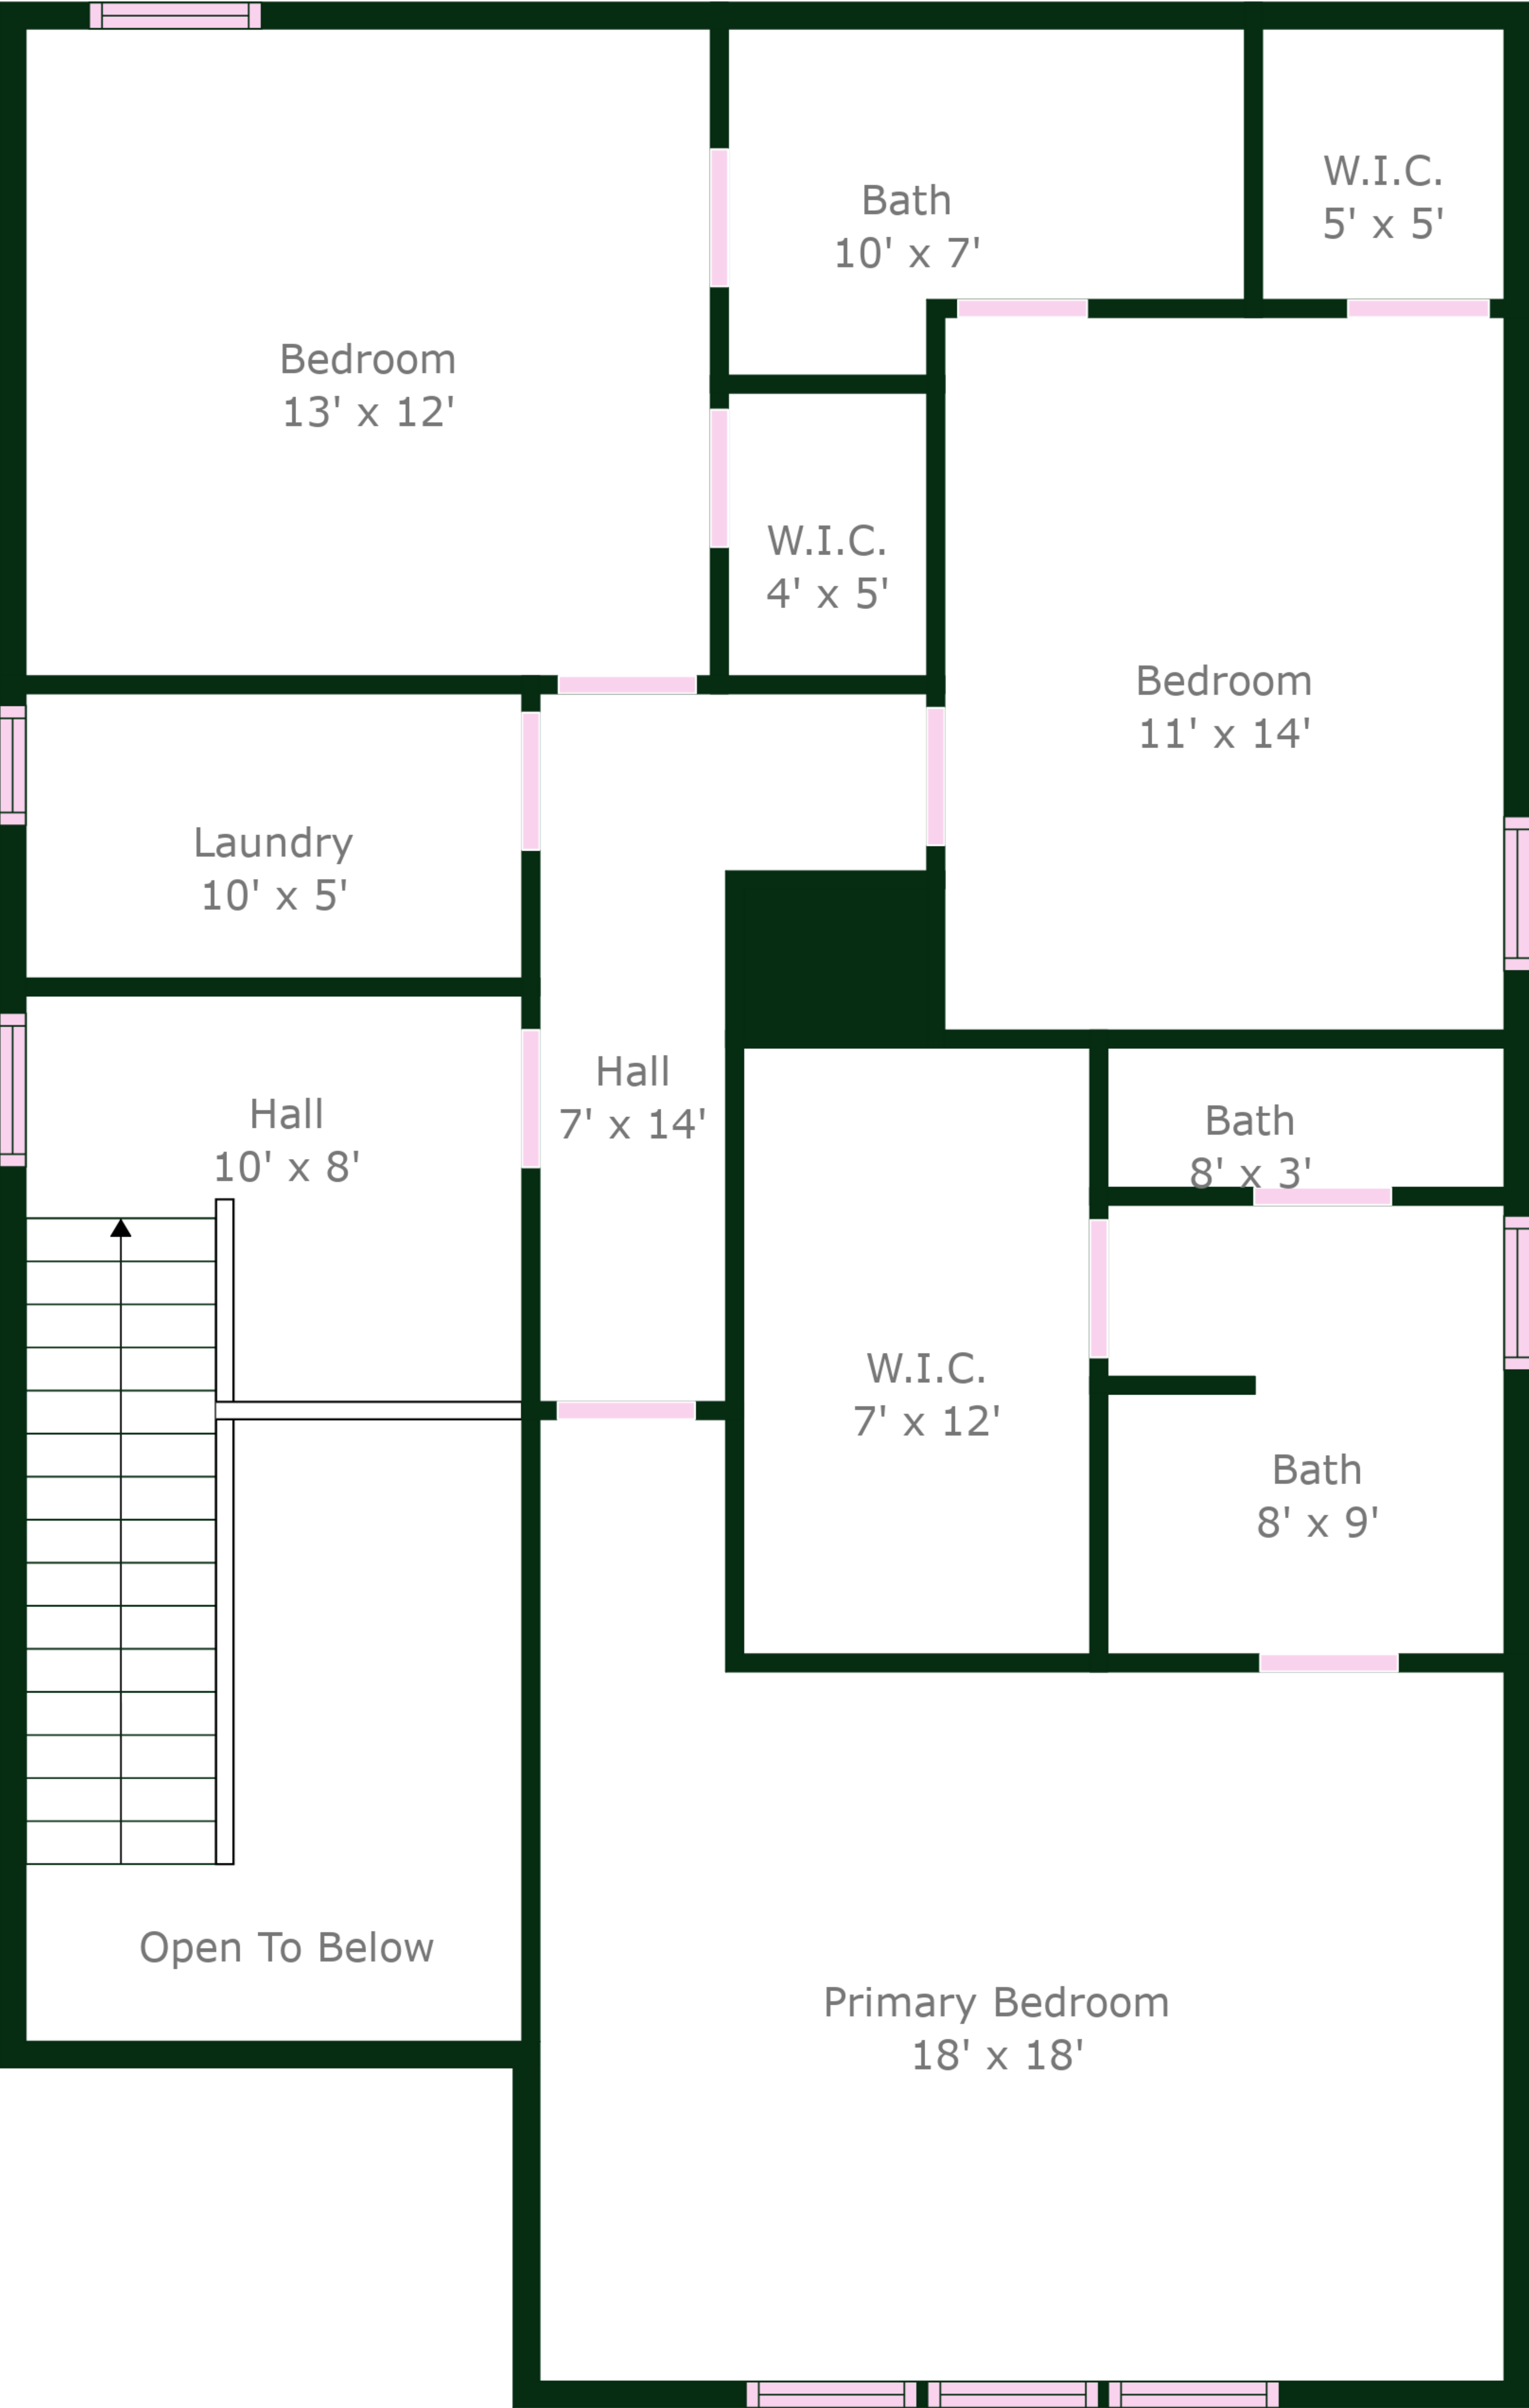 Bath
10' x 7'
W.I.C.
5' x 5'
Bedroom
13' x 12'
W.I.C.
4' x 5'
Bedroom
11' x 14'
Laundry
10' x 5'
Hall
10' x 8'
Hall
7' x 14'
Bath
8' x 3'
W.I.C.
7' x 12'
Bath
8' x 9'
Open To Below
Primary Bedroom
18' x 18'